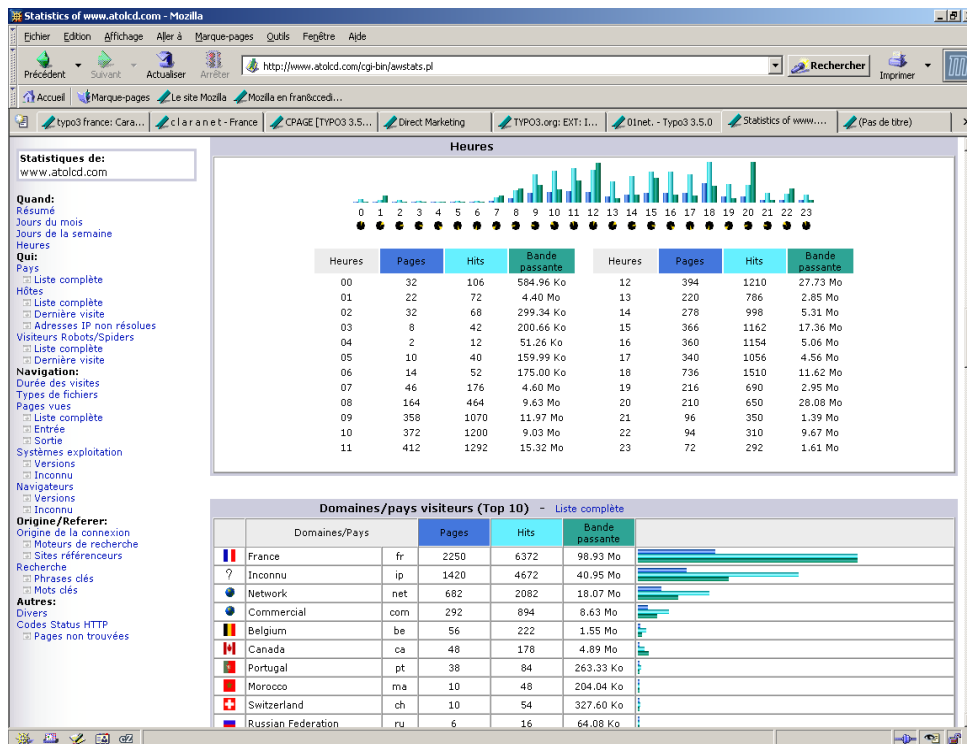 Statistics of www.atolcd.com - Mozilla
Fichier Edition Affichage Aller à Marque-pages Outils Fenêtre Aide
Précédent Suivant Actualiser Arrêter http://www.atolcd.com/cgi-bin/awstats.pl Rechercher Imprimer
Accueil Marque-pages Le site Mozilla Mozilla en fran&ccedi...
typo3 france: Cara... c l a r a n e t - France CPAGE [TYPO3 3.5... Direct Marketing TYPO3.org: EXT: I... 01net. - Typo3 3.5.0 Statistics of www.... (Pas de titre)
Statistiques de:
www.atolcd.com
Quand:
Résumé
Jours du mois
Jours de la semaine
Heures
Qui:
Pays
Liste complète
Hôtes
Liste complète
Dernière visite
Adresses IP non résolues
Visiteurs Robots/Spiders
Liste complète
Dernière visite
Navigation:
Durée des visites
Types de fichiers
Pages vues
Liste complète
Entrée
Sortie
Systèmes exploitation
Versions
Inconnu
Navigateurs
Versions
Inconnu
Origine/Referer:
Origine de la connexion
Moteurs de recherche
Sites référenceurs
Recherche
Phrases clés
Mots clés
Autres:
Divers
Codes Status HTTP
Pages non trouvées
Heures
0 1 2 3 4 5 6 7 8 9 10 11 12 13 14 15 16 17 18 19 20 21 22 23
Heures Pages Hits Bande passante Heures Pages Hits Bande passante
00 32 106 584.96 Ko 12 394 1210 27.73 Mo
01 22 72 4.40 Mo 13 220 786 2.85 Mo
02 32 68 299.34 Ko 14 278 998 5.31 Mo
03 8 42 200.66 Ko 15 366 1162 17.36 Mo
04 2 12 51.26 Ko 16 360 1154 5.06 Mo
05 10 40 159.99 Ko 17 340 1056 4.56 Mo
06 14 52 175.00 Ko 18 736 1510 11.62 Mo
07 46 176 4.60 Mo 19 216 690 2.95 Mo
08 164 464 9.63 Mo 20 210 650 28.08 Mo
09 358 1070 11.97 Mo 21 96 350 1.39 Mo
10 372 1200 9.03 Mo 22 94 310 9.67 Mo
11 412 1292 15.32 Mo 23 72 292 1.61 Mo
Domaines/pays visiteurs (Top 10) - Liste complète
Domaines/Pays Pages Hits Bande passante
France fr 2250 6372 98.93 Mo
? Inconnu ip 1420 4672 40.95 Mo
Network net 682 2082 18.07 Mo
Commercial com 292 894 8.63 Mo
Belgium be 56 222 1.55 Mo
Canada ca 48 178 4.89 Mo
Portugal pt 38 84 263.33 Ko
Morocco ma 10 48 204.04 Ko
Switzerland ch 10 54 327.60 Ko
Russian Federation ru 6 16 64.08 Ko